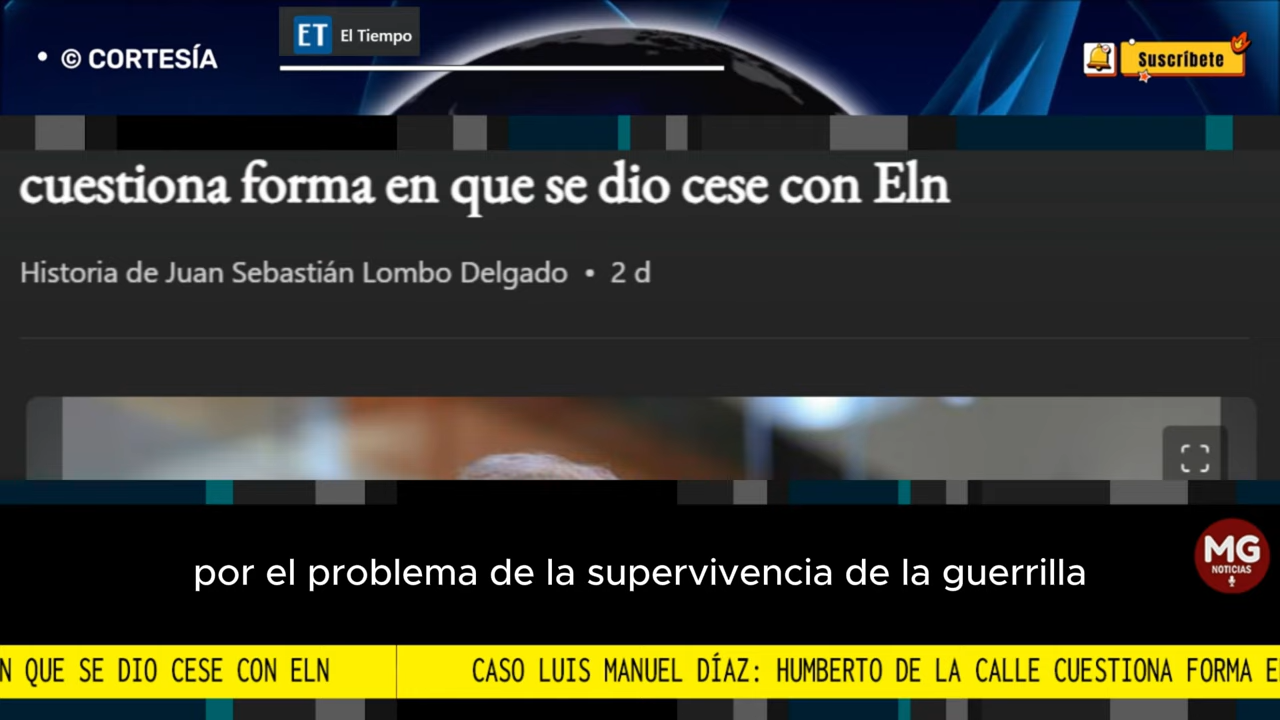 • © CORTESÍA
ET El Tiempo
Suscríbete
cuestiona forma en que se dio cese con Eln
Historia de Juan Sebastián Lombo Delgado • 2 d
por el problema de la supervivencia de la guerrilla
MG
NOTICIAS
N QUE SE DIO CESE CON ELN
CASO LUIS MANUEL DÍAZ: HUMBERTO DE LA CALLE CUESTIONA FORMA E